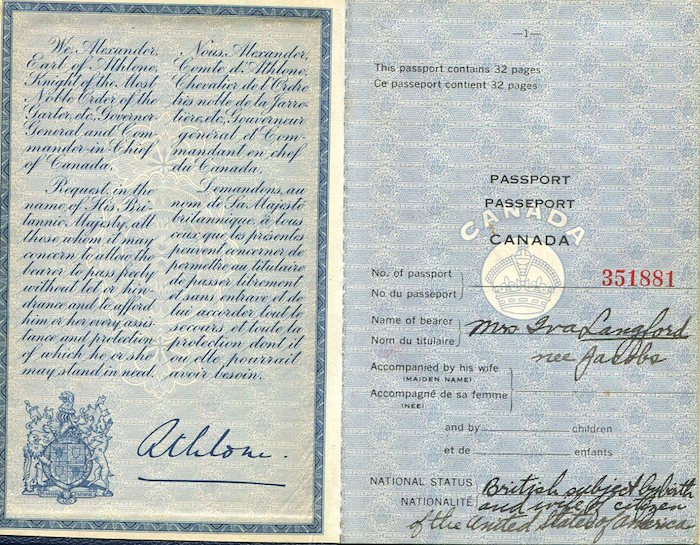 We, Alexander,
Earl of Athlone,
Knight of the Most
Noble Order of the
Garter, etc, Governor
General and Com-
mander-in-Chief
of Canada,
Request, in the
name of His Bri-
tannic Majesty, all
those whom it may
concern to allow the
bearer to pass freely
without let or hin-
drance and to afford
him or her every assis-
tance and protection
of which he or she
may stand in need.
Nous, Alexander,
Comte d'Athlone,
Chevalier de l'Ordre
très noble de la Jarre-
tière, etc, Gouverneur
général et Com-
mandant en chef
du Canada,
Demandons, au
nom de Sa Majesté
britannique, à tous
ceux que les présentes
peuvent concerner de
permettre au titulaire
de passer librement
et sans entrave et de
lui accorder tout le
secours et toute la
protection dont il
ou elle pourrait
avoir besoin.
Athlone.
—1—
This passport contains 32 pages
Ce passeport contient 32 pages
PASSPORT
PASSEPORT
CANADA
CANADA
No. of passport
No du passeport
351881
Name of bearer
Nom du titulaire
Mrs Iva Langford
nee Jacobs
Accompanied by his wife
(MAIDEN NAME)
Accompagné de sa femme
(NEE)
and by children
et de enfants
NATIONAL STATUS
NATIONALITÉ
British subject by birth
and wife of citizen
of the United States of America